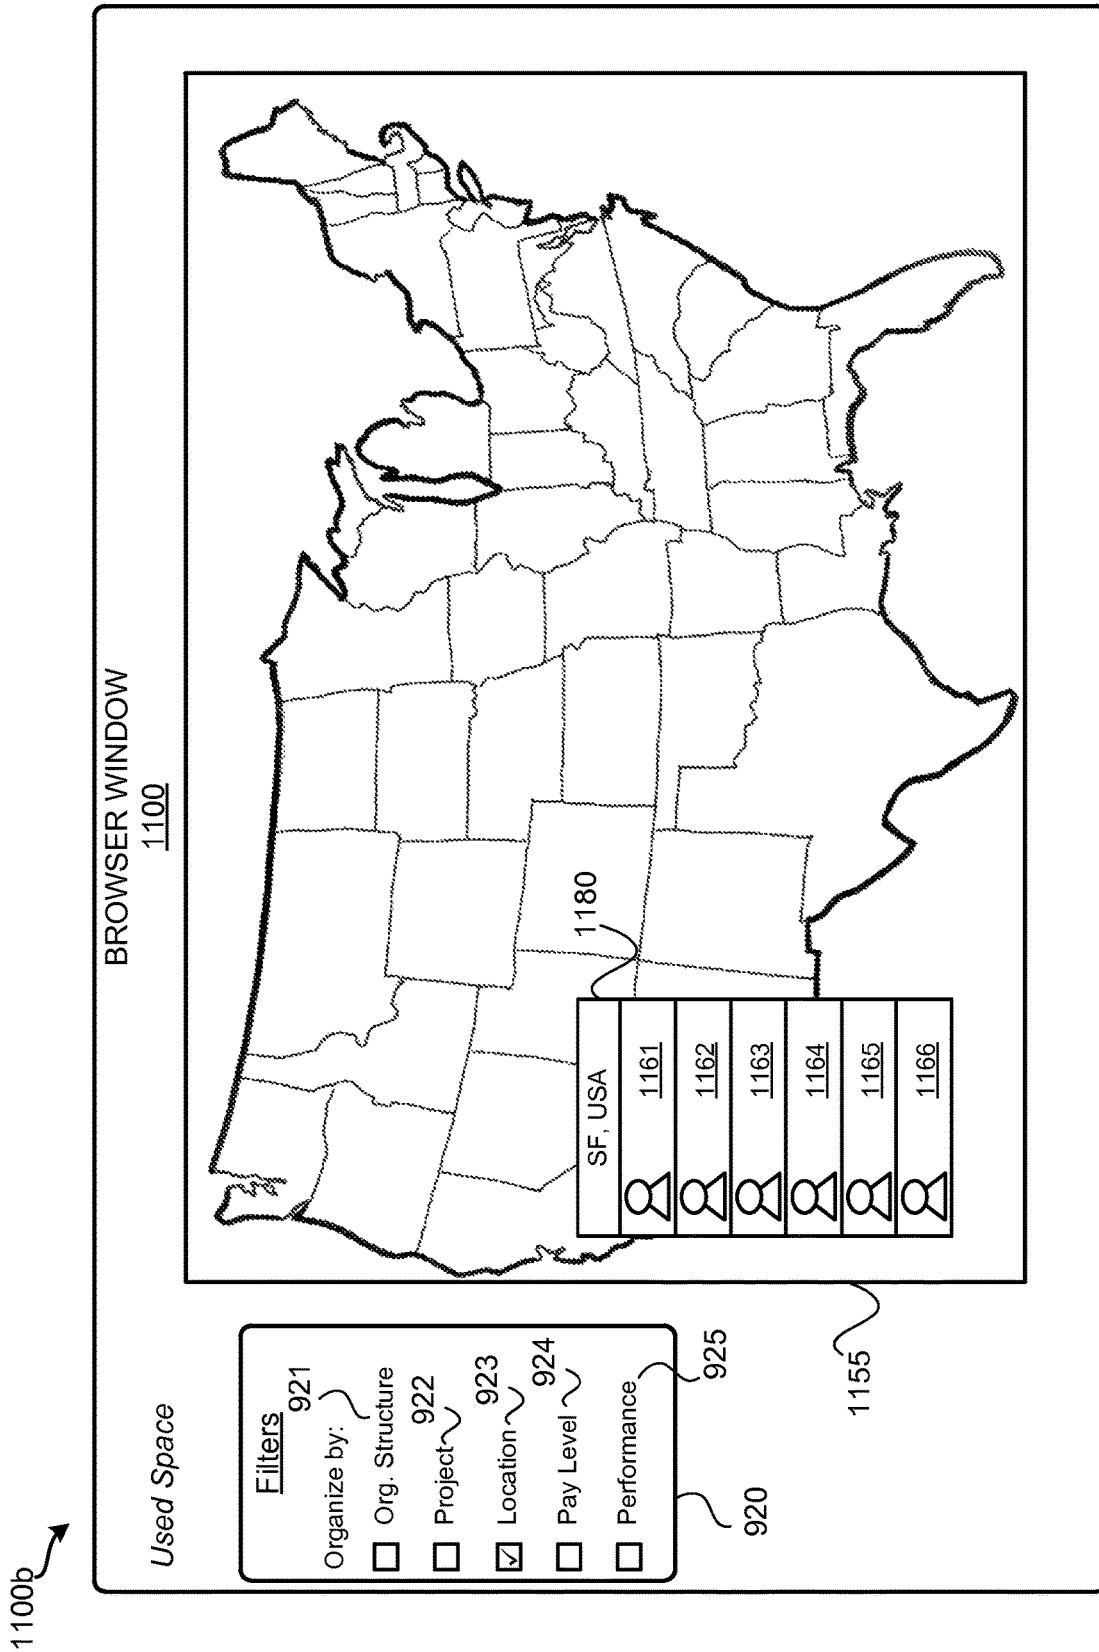 1100b
BROWSER WINDOW
1100
Used Space
Filters
Organize by:
921
Org. Structure
922
Project
923
Location
924
Pay Level
925
Performance
920
1155
1180
SF, USA
1161
1162
1163
1164
1165
1166